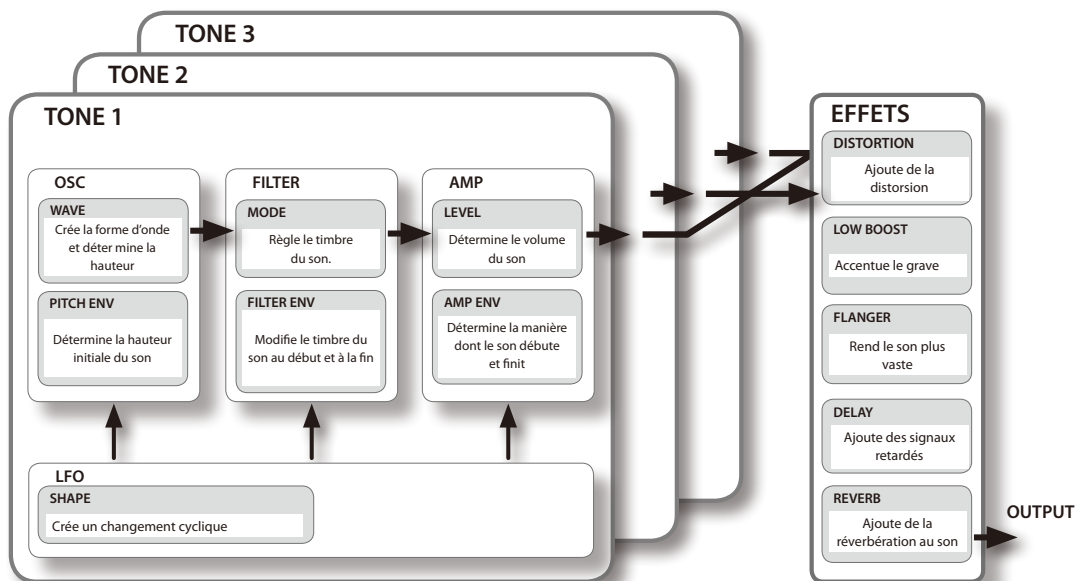 TONE 3
TONE 2
TONE 1
OSC
WAVE
Crée la forme d'onde
et déter mine la
hauteur
PITCH ENV
Détermine la hauteur
initiale du son
FILTER
MODE
Règle le timbre
du son.
FILTER ENV
Modifie le timbre du
son au début et à la fin
AMP
LEVEL
Détermine le volume
du son
AMP ENV
Détermine la manière
dont le son débute
et finit
LFO
SHAPE
Crée un changement cyclique
EFFETS
DISTORTION
Ajoute de la
distorsion
LOW BOOST
Accentue le grave
FLANGER
Rend le son plus
vaste
DELAY
Ajoute des signaux
retardés
REVERB
Ajoute de la
réverbération au son
OUTPUT